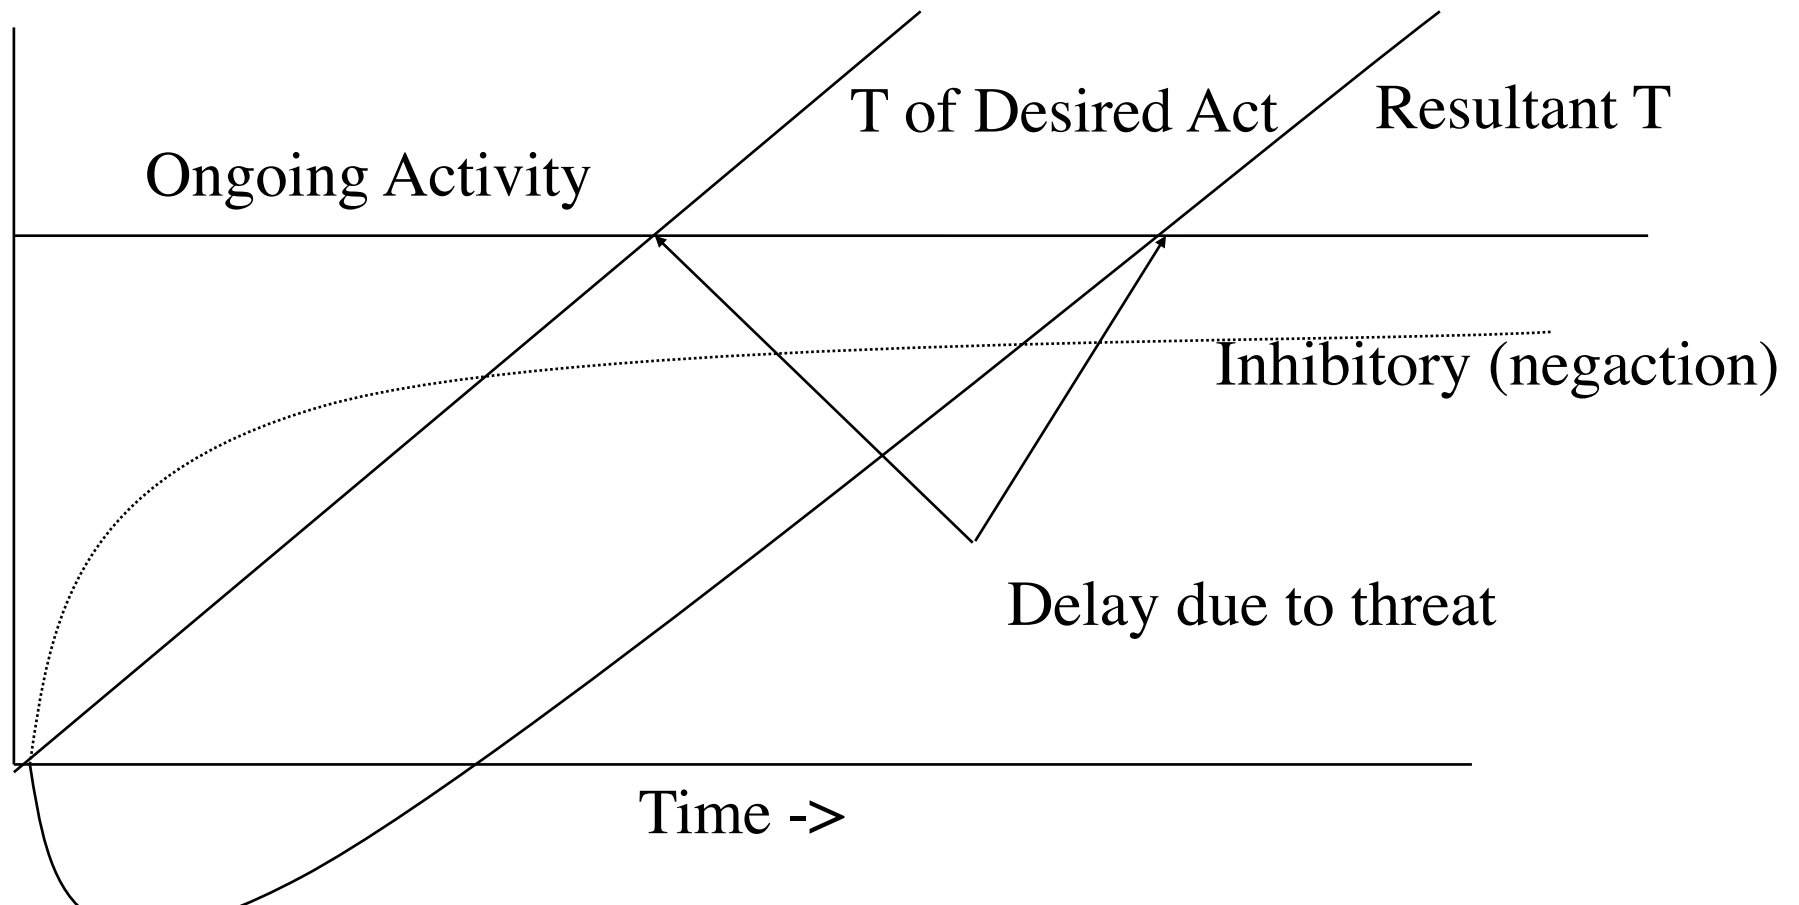 T of Desired Act
Resultant T
Ongoing Activity
Inhibitory (negaction)
Delay due to threat
Time ->